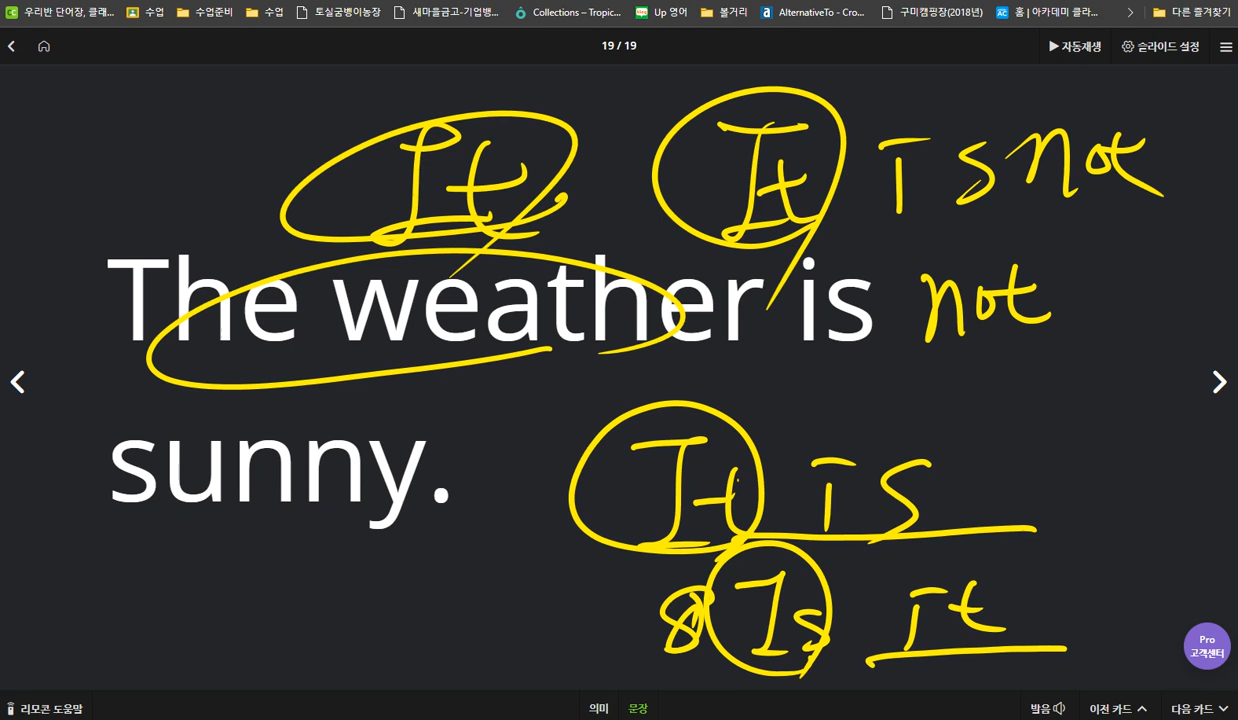 우리반 단어장, 클래... 수업 수업준비 수업 토실굼벵이농장 새마을금고-기업뱅... Collections – Tropic... Up 영어 볼거리 AlternativeTo - Cro... 구미캠핑장(2018년) 홈 | 아카데미 클라... 다른 즐겨찾기
19 / 19 자동재생 슬라이드 설정
It It is not
The weather is not
sunny.
It is
Is it
Pro
고객센터
리모콘 도움말 의미 문장 발음 이전 카드 다음 카드